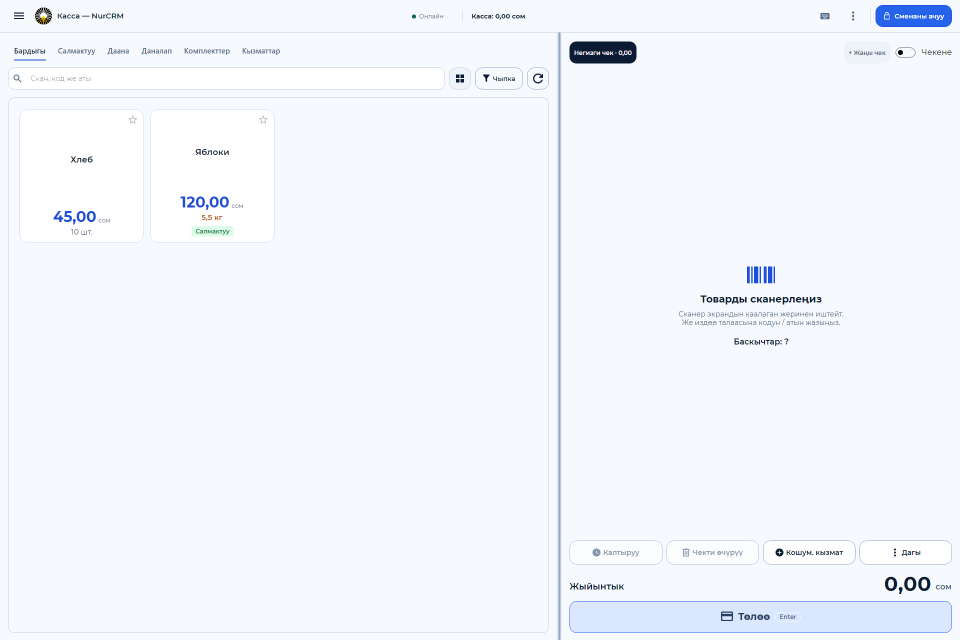 Касса — NurCRM
Онлайн
Касса: 0,00 сом
Сменаны ачуу
Бардыгы Салмактуу Даана Даналап Комплекттер Кызматтар
Скан, код же аты
Чыпка
Хлеб
45,00 сом
10 шт.
Яблоки
120,00 сом
5,5 кг
Салмактуу
Негизги чек · 0,00
+ Жаңы чек
Чекене
Товарды сканерлеңиз
Сканер экрандын каалаган жеринен иштейт.
Же издөө талаасына кодун / атын жазыңыз.
Баскычтар: ?
Калтыруу
Чекти өчүрүү
Кошум. кызмат
Дагы
Жыйынтык
0,00 сом
Төлөө Enter